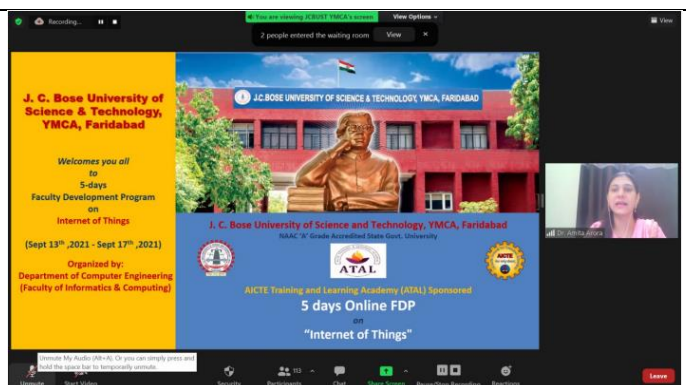 Recording...
You are viewing JCBUST YMCA's screen
View Options
View
2 people entered the waiting room
View
J. C. Bose University of
Science & Technology,
YMCA, Faridabad
Welcomes you all
to
5-days
Faculty Development Program
on
Internet of Things
(Sept 13th ,2021 - Sept 17th ,2021)
Organized by:
Department of Computer Engineering
(Faculty of Informatics & Computing)
J.C.BOSE UNIVERSITY OF SCIENCE & TECHNOLOGY, YMCA, FARIDABAD
J. C. Bose University of Science and Technology, YMCA, Faridabad
NAAC 'A' Grade Accredited State Govt. University
ATAL
AICTE
AICTE Training and Learning Academy (ATAL) Sponsored
5 days Online FDP
on
"Internet of Things"
Dr. Amita Arora
Unmute My Audio (Alt+A). Or you can simply press and
hold the space bar to temporarily unmute.
Unmute
Start Video
Security
Participants
113
Chat
Share Screen
Pause/Stop Recording
Reactions
Leave